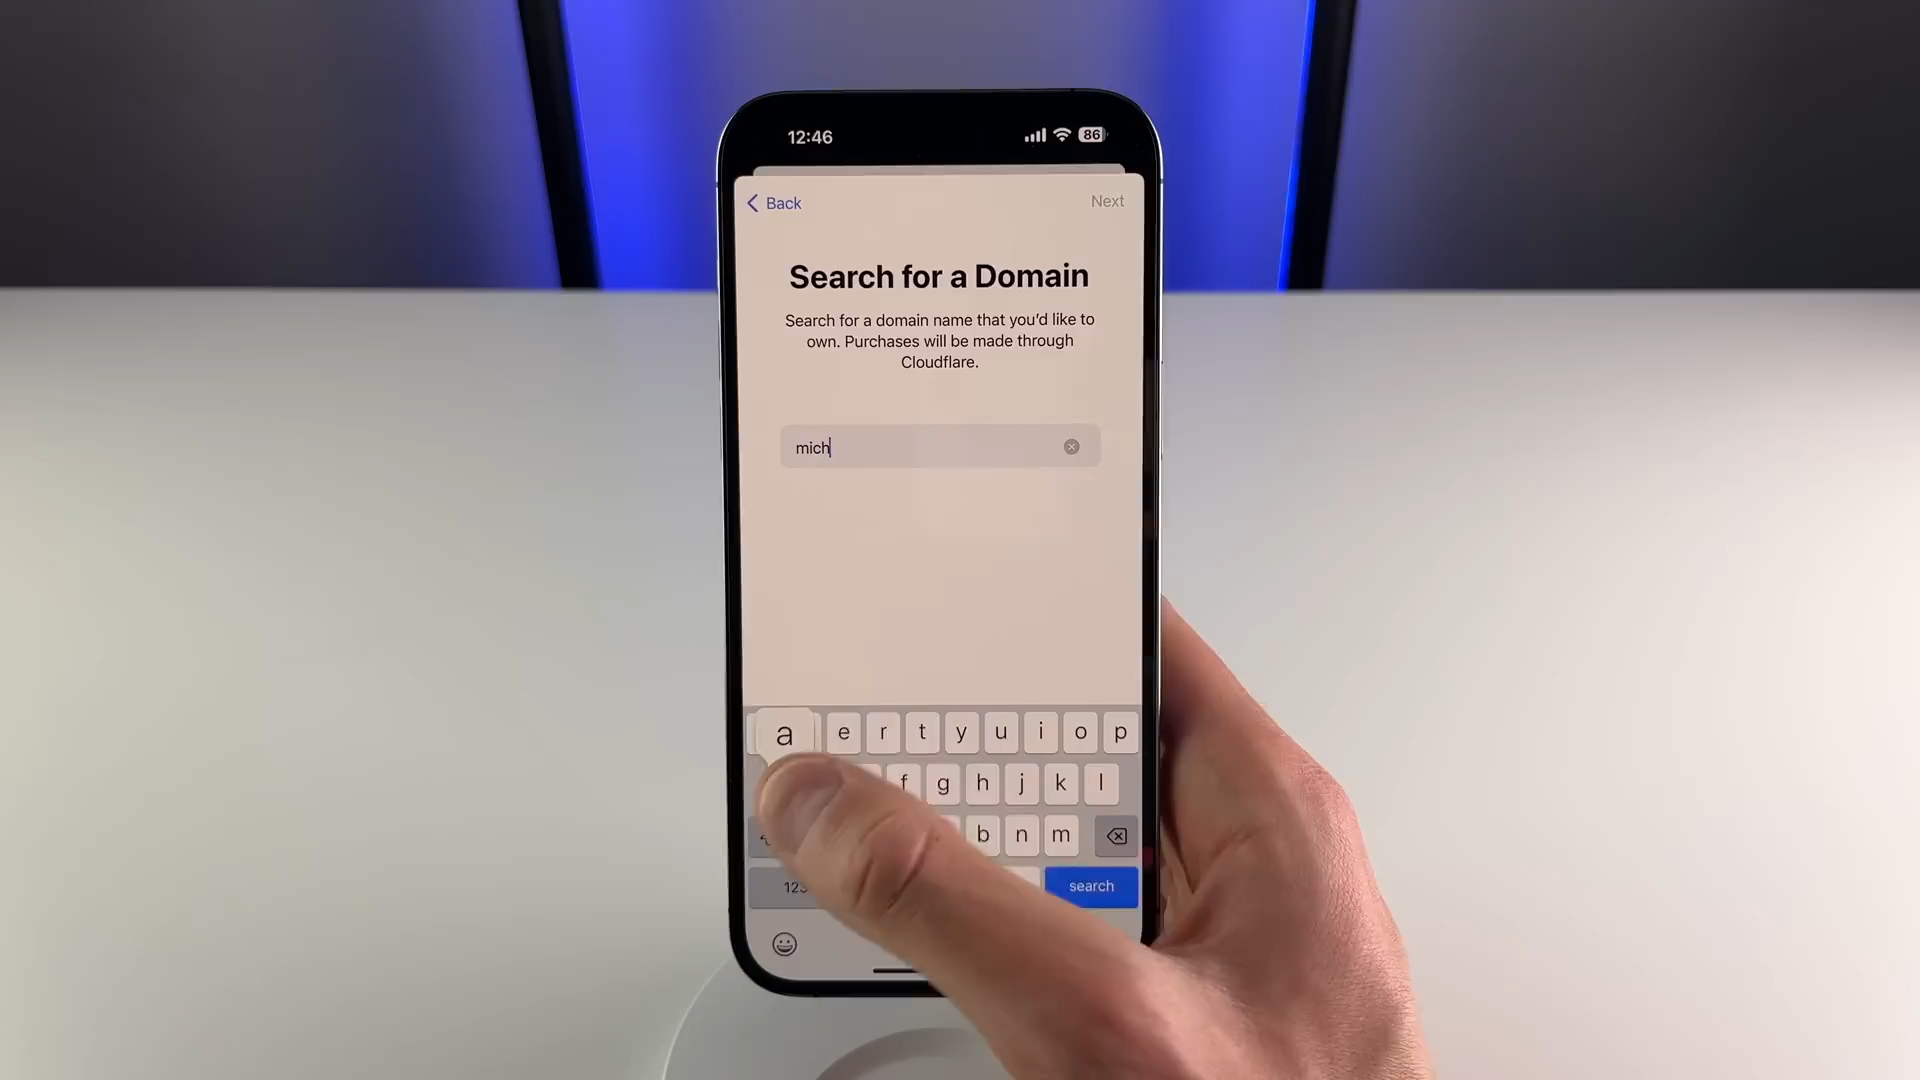 12:46
86
Back
Next
Search for a Domain
Search for a domain name that you'd like to
own. Purchases will be made through
Cloudflare.
mich
a e r t y u i o p
f g h j k l
b n m
123
search